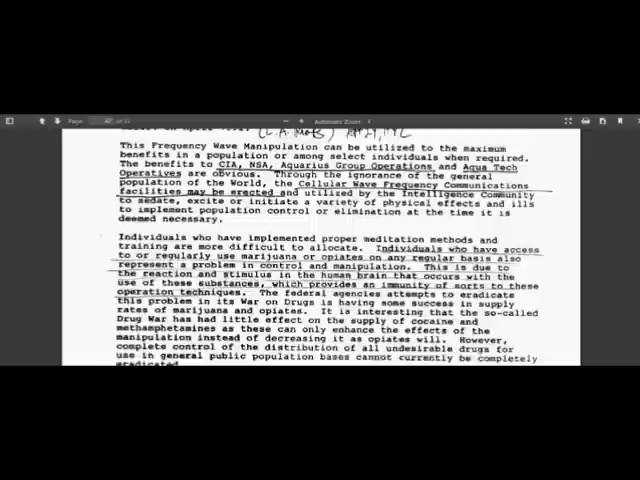 Page: 42 of 77 Automatic Zoom
(L.A. Riots)
This Frequency Wave Manipulation can be utilized to the maximum
benefits in a population or among select individuals when required.
The benefits to CIA, NSA, Aquarius Group Operations and Aqua Tech
Operatives are obvious. Through the ignorance of the general
population of the World, the Cellular Wave Frequency Communications
facilities may be erected and utilized by the Intelligence Community
to sedate, excite or initiate a variety of physical effects and ills
to implement population control or elimination at the time it is
deemed necessary.
Individuals who have implemented proper meditation methods and
training are more difficult to allocate. Individuals who have access
to or regularly use marijuana or opiates on any regular basis also
represent a problem in control and manipulation. This is due to
the reaction and stimulus in the human brain that occurs with the
use of these substances, which provides an immunity of sorts to these
operation techniques. The federal agencies attempts to eradicate
this problem in its War on Drugs is having some success in supply
rates of marijuana and opiates. It is interesting that the so-called
Drug War has had little effect on the supply of cocaine and
methamphetamines as these can only enhance the effects of the
manipulation instead of decreasing it as opiates will. However,
complete control of the distribution of all undesirable drugs for
use in general public population bases cannot currently be completely
eradicated